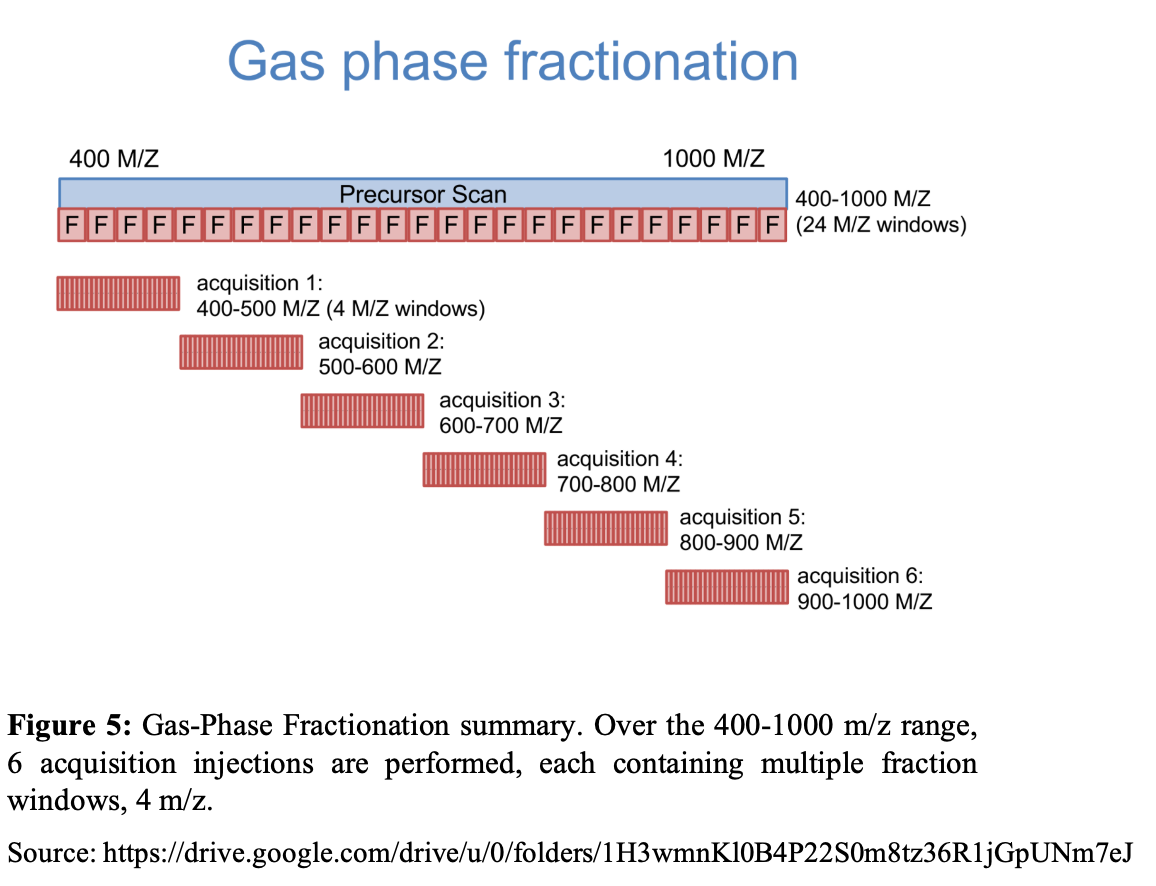 Gas phase fractionation
400 M/Z
1000 M/Z
Precursor Scan
400-1000 M/Z
F F F F F F F F F F F F F F F F F F F F F F F F F
(24 M/Z windows)
acquisition 1:
400-500 M/Z (4 M/Z windows)
acquisition 2:
500-600 M/Z
acquisition 3:
600-700 M/Z
acquisition 4:
700-800 M/Z
acquisition 5:
800-900 M/Z
acquisition 6:
900-1000 M/Z
Figure 5: Gas-Phase Fractionation summary. Over the 400-1000 m/z range,
6 acquisition injections are performed, each containing multiple fraction
windows, 4 m/z.
Source: https://drive.google.com/drive/u/0/folders/1H3wmnKl0B4P22S0m8tz36R1jGpUNm7eJ